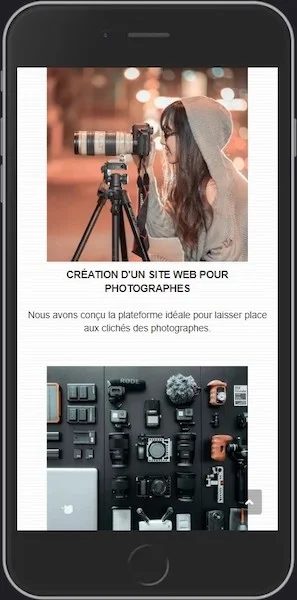 CRÉATION D'UN SITE WEB POUR
PHOTOGRAPHES
Nous avons conçu la plateforme idéale pour laisser place
aux clichés des photographes.
RODE